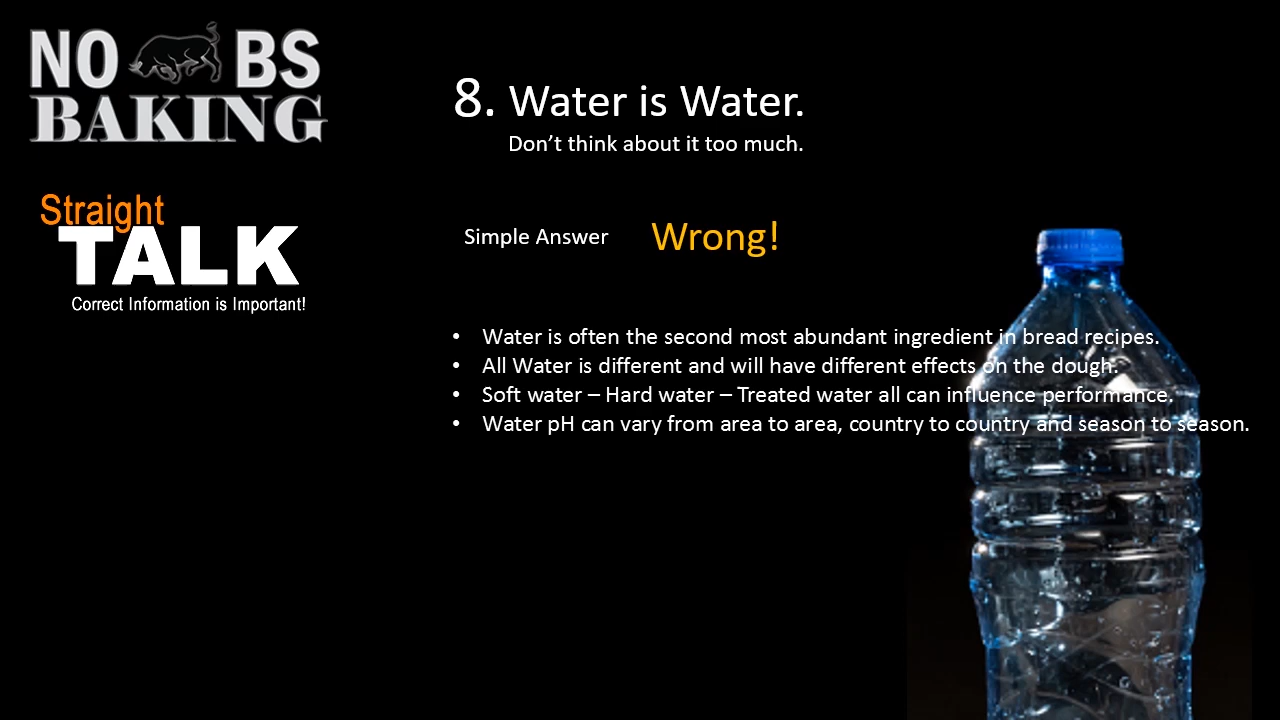 NO BS
BAKING
Straight
TALK
Correct Information is Important!
8. Water is Water.
Don’t think about it too much.
Simple Answer Wrong!
• Water is often the second most abundant ingredient in bread recipes.
• All Water is different and will have different effects on the dough.
• Soft water – Hard water – Treated water all can influence performance.
• Water pH can vary from area to area, country to country and season to season.